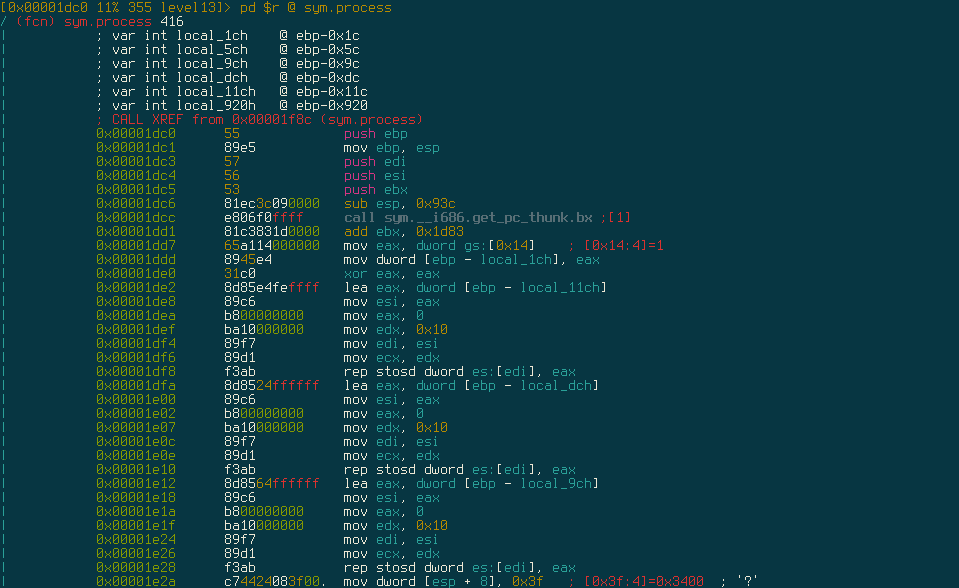 [0x00001dc0 11% 355 level13]> pd $r @ sym.process
/ (fcn) sym.process 416
| ; var int local_1ch @ ebp-0x1c
| ; var int local_5ch @ ebp-0x5c
| ; var int local_9ch @ ebp-0x9c
| ; var int local_dch @ ebp-0xdc
| ; var int local_11ch @ ebp-0x11c
| ; var int local_920h @ ebp-0x920
| ; CALL XREF from 0x00001f8c (sym.process)
| 0x00001dc0 55 push ebp
| 0x00001dc1 89e5 mov ebp, esp
| 0x00001dc3 57 push edi
| 0x00001dc4 56 push esi
| 0x00001dc5 53 push ebx
| 0x00001dc6 81ec3c090000 sub esp, 0x93c
| 0x00001dcc e806f0ffff call sym.__i686.get_pc_thunk.bx ;[1]
| 0x00001dd1 81c3831d0000 add ebx, 0x1d83
| 0x00001dd7 65a114000000 mov eax, dword gs:[0x14] ; [0x14:4]=1
| 0x00001ddd 8945e4 mov dword [ebp - local_1ch], eax
| 0x00001de0 31c0 xor eax, eax
| 0x00001de2 8d85e4feffff lea eax, dword [ebp - local_11ch]
| 0x00001de8 89c6 mov esi, eax
| 0x00001dea b800000000 mov eax, 0
| 0x00001def ba10000000 mov edx, 0x10
| 0x00001df4 89f7 mov edi, esi
| 0x00001df6 89d1 mov ecx, edx
| 0x00001df8 f3ab rep stosd dword es:[edi], eax
| 0x00001dfa 8d8524ffffff lea eax, dword [ebp - local_dch]
| 0x00001e00 89c6 mov esi, eax
| 0x00001e02 b800000000 mov eax, 0
| 0x00001e07 ba10000000 mov edx, 0x10
| 0x00001e0c 89f7 mov edi, esi
| 0x00001e0e 89d1 mov ecx, edx
| 0x00001e10 f3ab rep stosd dword es:[edi], eax
| 0x00001e12 8d8564ffffff lea eax, dword [ebp - local_9ch]
| 0x00001e18 89c6 mov esi, eax
| 0x00001e1a b800000000 mov eax, 0
| 0x00001e1f ba10000000 mov edx, 0x10
| 0x00001e24 89f7 mov edi, esi
| 0x00001e26 89d1 mov ecx, edx
| 0x00001e28 f3ab rep stosd dword es:[edi], eax
| 0x00001e2a c74424083f00. mov dword [esp + 8], 0x3f ; [0x3f:4]=0x3400 ; '?'